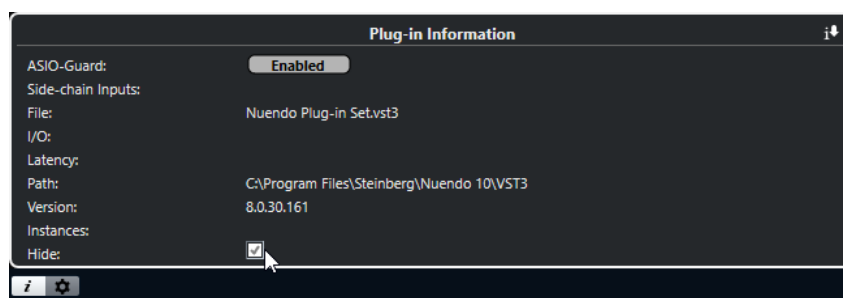 Plug-in Information
ASIO-Guard: Enabled
Side-chain Inputs:
File: Nuendo Plug-in Set.vst3
I/O:
Latency:
Path: C:\Program Files\Steinberg\Nuendo 10\VST3
Version: 8.0.30.161
Instances:
Hide: